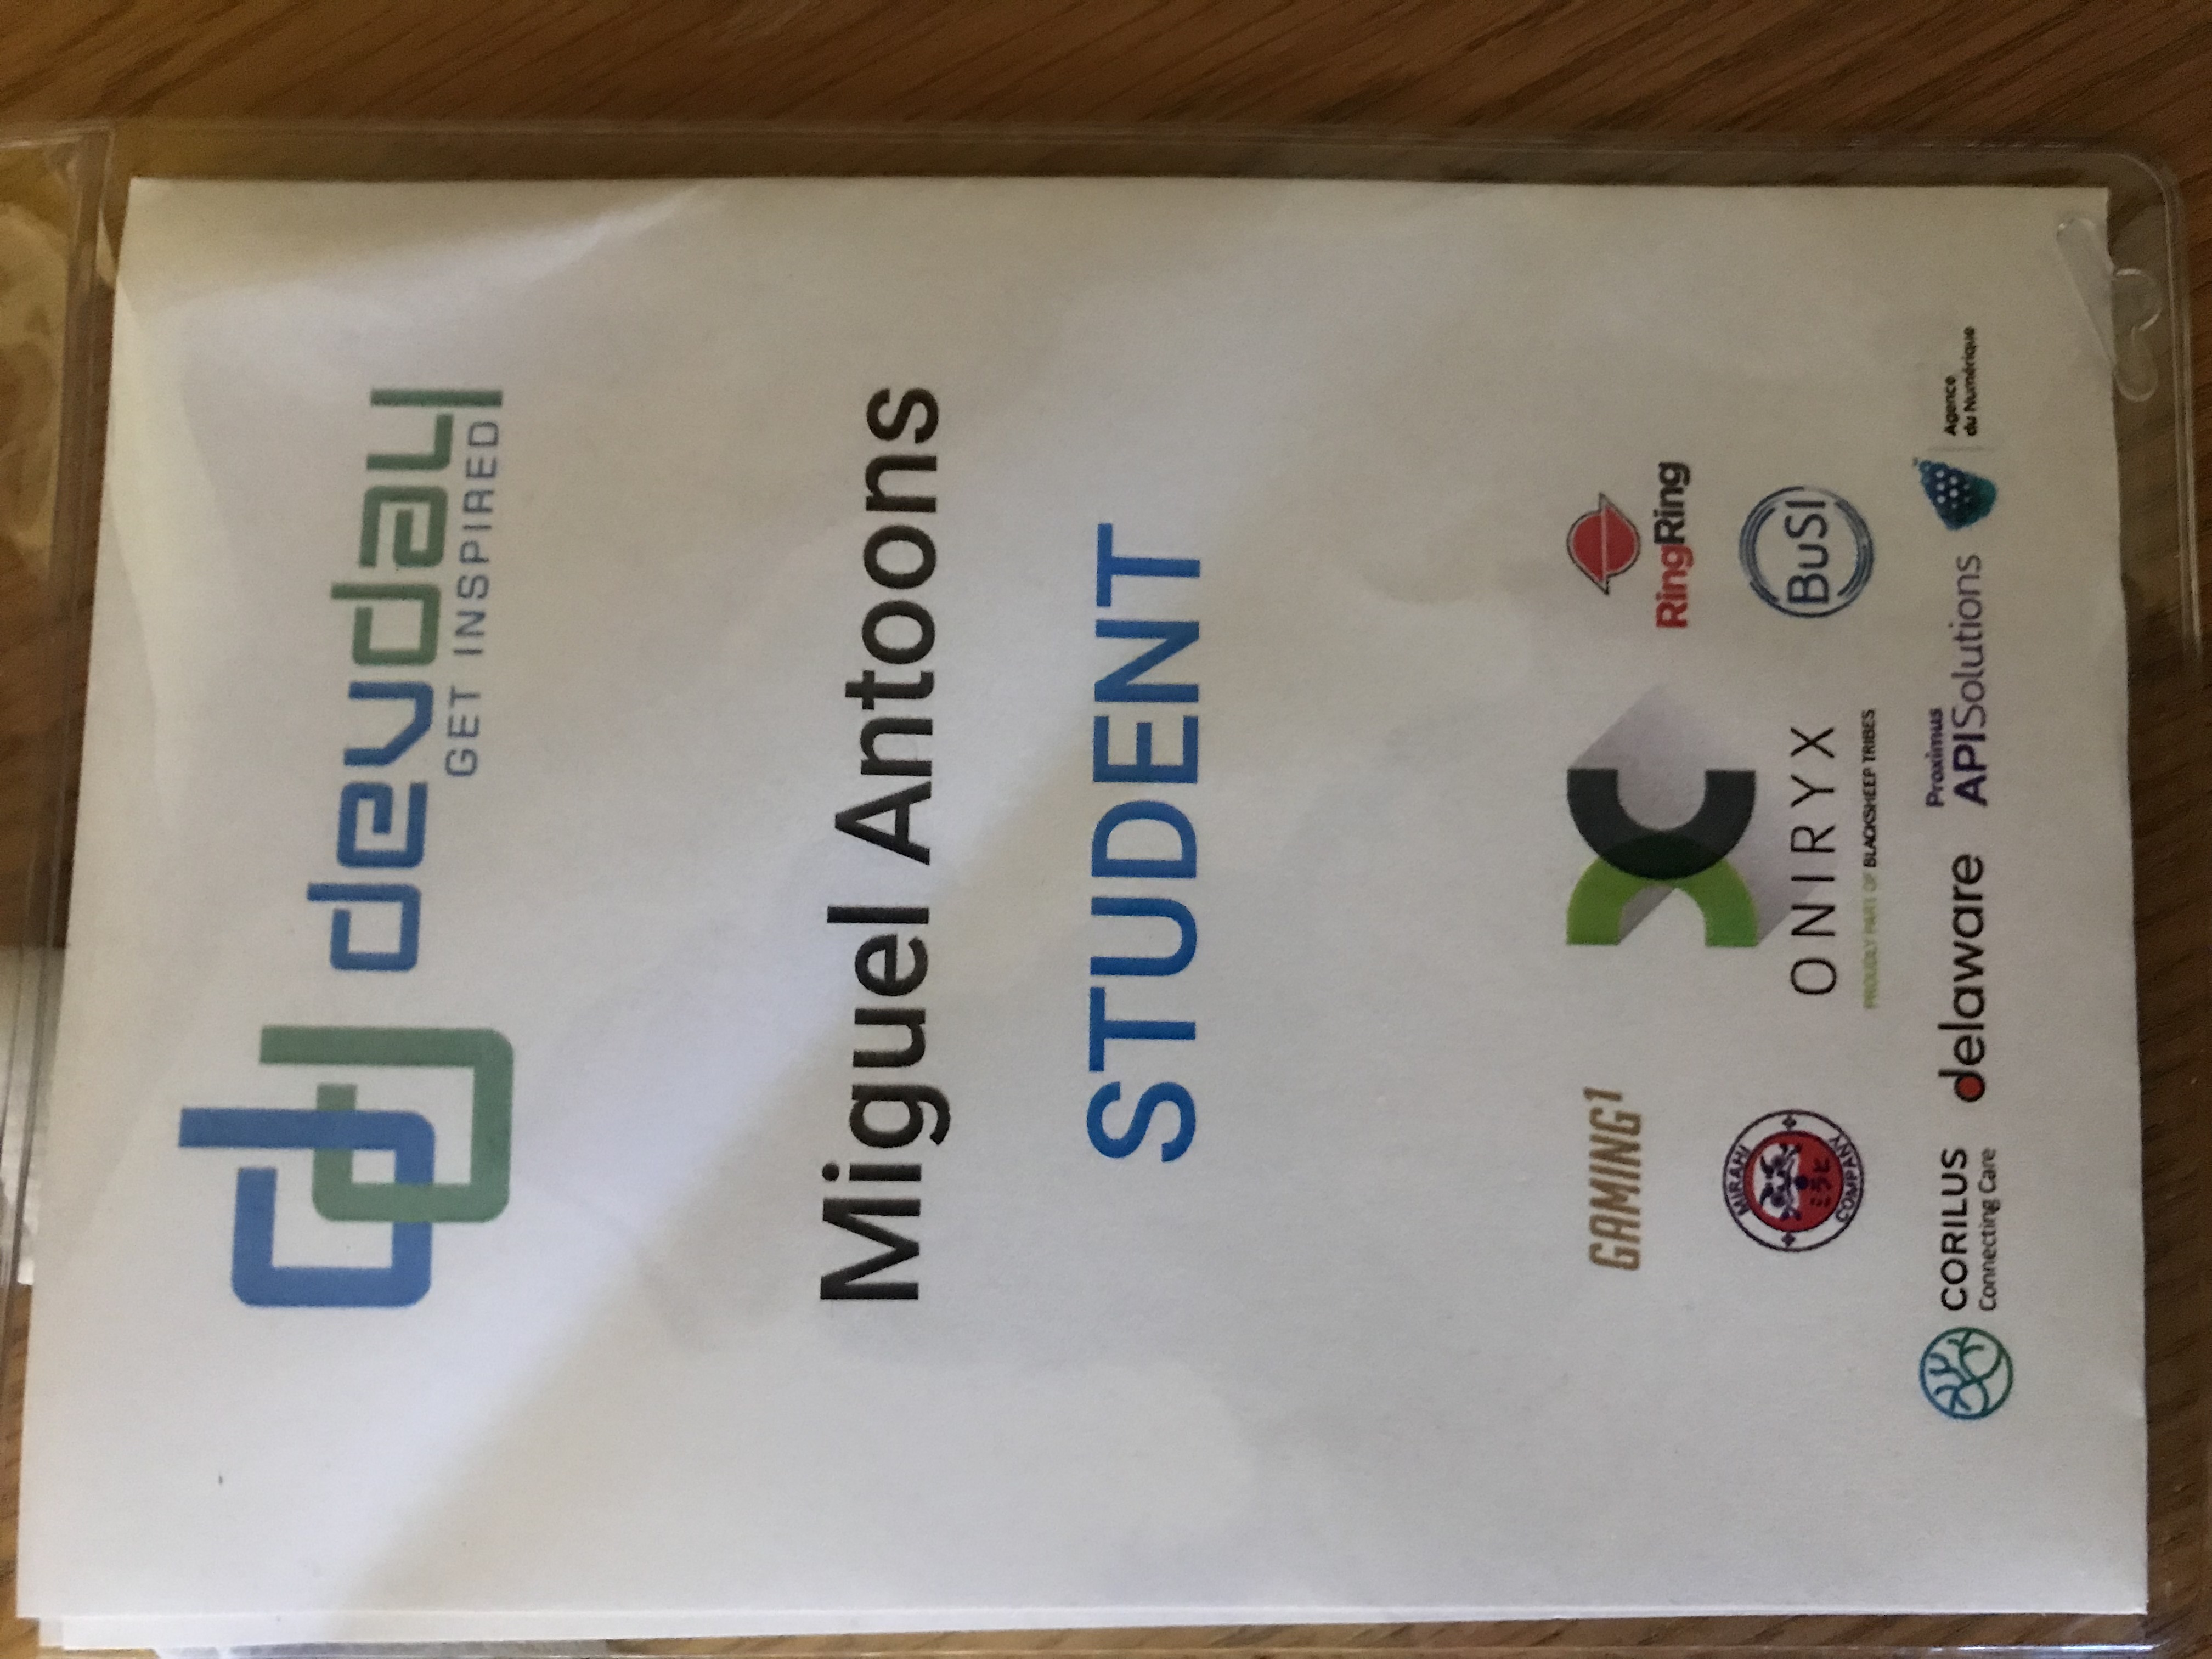 devday
GET INSPIRED
Miguel Antoons
STUDENT
GAMING1
RingRing
MIRAHI
ミラヒ
COMPANY
ONIRYX
PROUDLY PART OF BLACKSHEEP TRIBES
BuSI
CORILUS
Connecting Care
delaware
Proximus
APISolutions
Agence
du Numérique